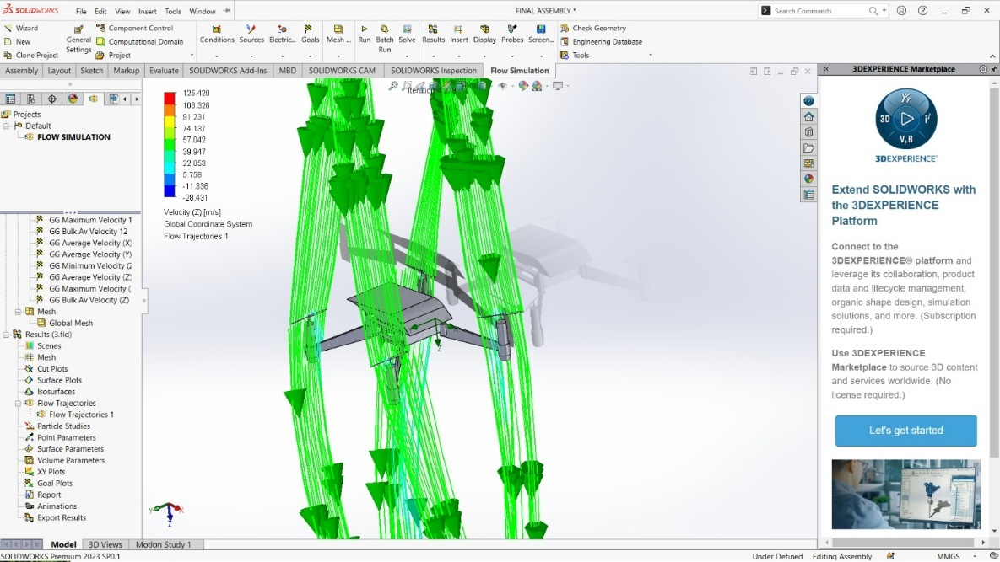 SOLIDWORKS File Edit View Insert Tools Window FINAL ASSEMBLY * Search Commands
Wizard
New
Clone Project
General Settings
Component Control
Computational Domain
Project
Conditions Sources Electric... Goals Mesh ... Run Batch Run Solve Results Insert Display Probes Screen...
Check Geometry
Engineering Database
Tools
Assembly Layout Sketch Markup Evaluate SOLIDWORKS Add-Ins MBD SOLIDWORKS CAM SOLIDWORKS Inspection Flow Simulation
Projects
Default
FLOW SIMULATION
GG Maximum Velocity 1
GG Bulk Av Velocity 12
GG Average Velocity (X)
GG Average Velocity (Y)
GG Minimum Velocity (Z
GG Average Velocity (Z)
GG Maximum Velocity (
GG Bulk Av Velocity (Z)
Mesh
Global Mesh
Results (3.fld)
Scenes
Mesh
Cut Plots
Surface Plots
Isosurfaces
Flow Trajectories
Flow Trajectories 1
Particle Studies
Point Parameters
Surface Parameters
Volume Parameters
XY Plots
Goal Plots
Report
Animations
Export Results
125.420
108.326
91.231
74.137
57.042
39.947
22.853
5.758
-11.336
-28.431
Velocity (Z) [m/s]
Global Coordinate System
Flow Trajectories 1
Z
Y X
Z
3DEXPERIENCE Marketplace
3D
V.R
3DEXPERIENCE
Extend SOLIDWORKS with
the 3DEXPERIENCE
Platform
Connect to the
3DEXPERIENCE® platform and
leverage its collaboration, product
data and lifecycle management,
organic shape design, simulation
solutions, and more. (Subscription
required.)
Use 3DEXPERIENCE
Marketplace to source 3D content
and services worldwide. (No
license required.)
Let's get started
Model 3D Views Motion Study 1
SOLIDWORKS Premium 2023 SP0.1 Under Defined Editing Assembly MMGS